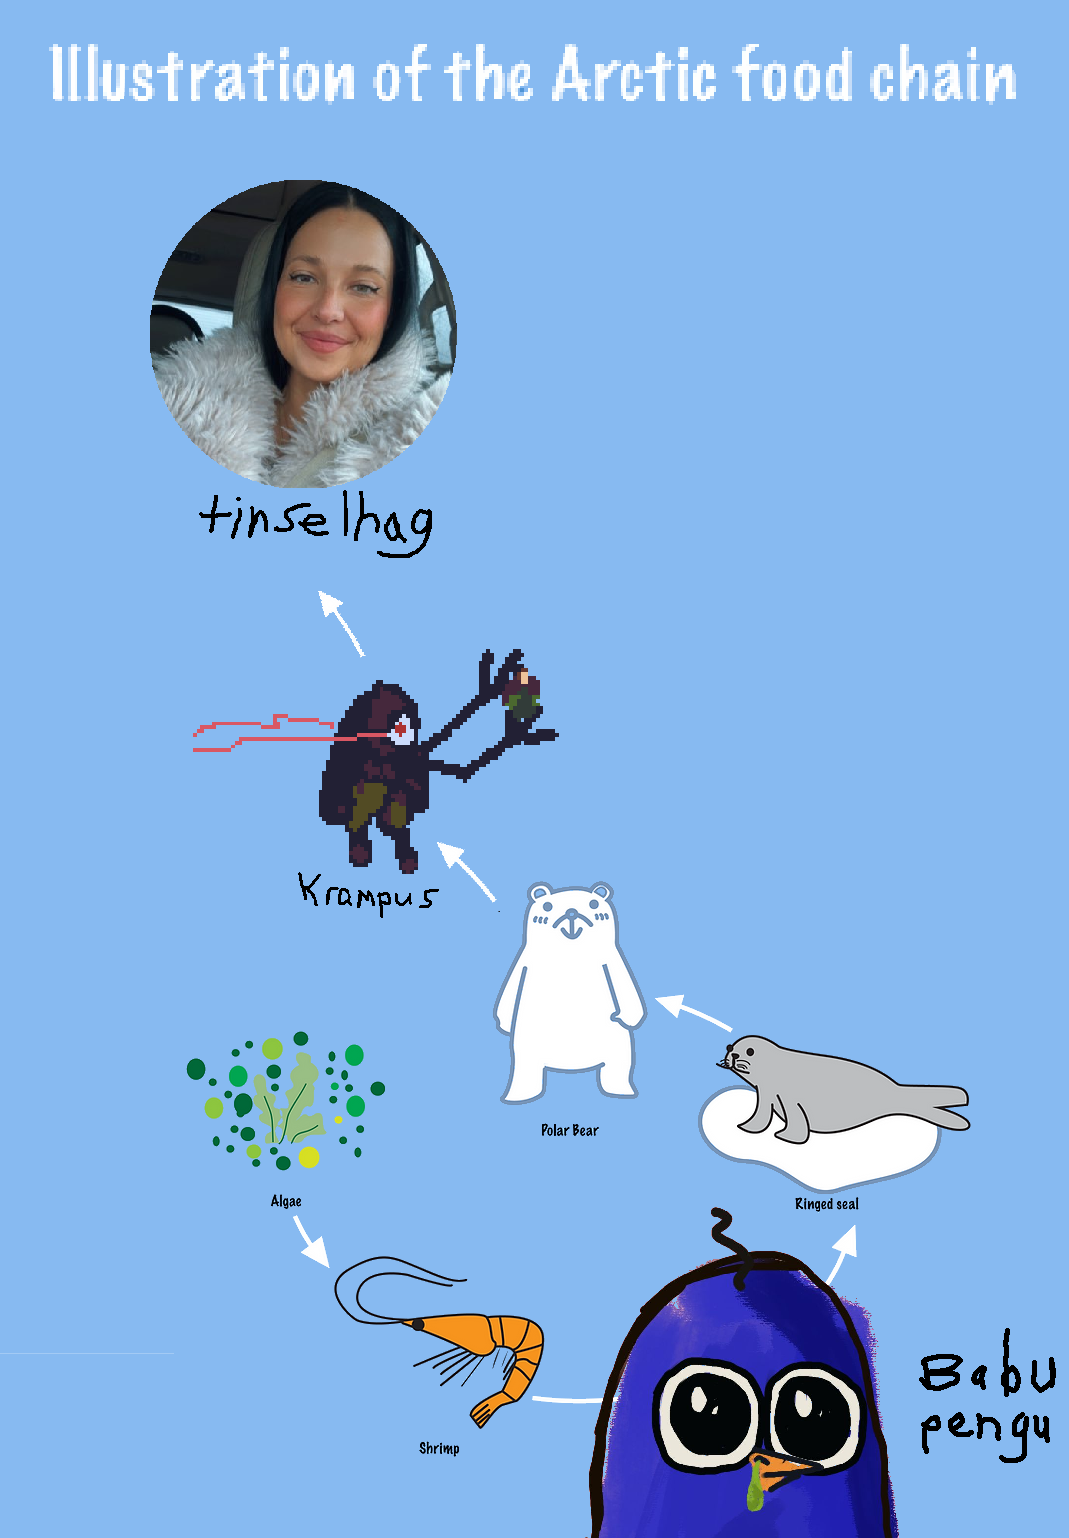 Illustration of the Arctic food chain
tinselhag
Krampus
Polar Bear
Algae
Ringed seal
Babu
pengu
Shrimp